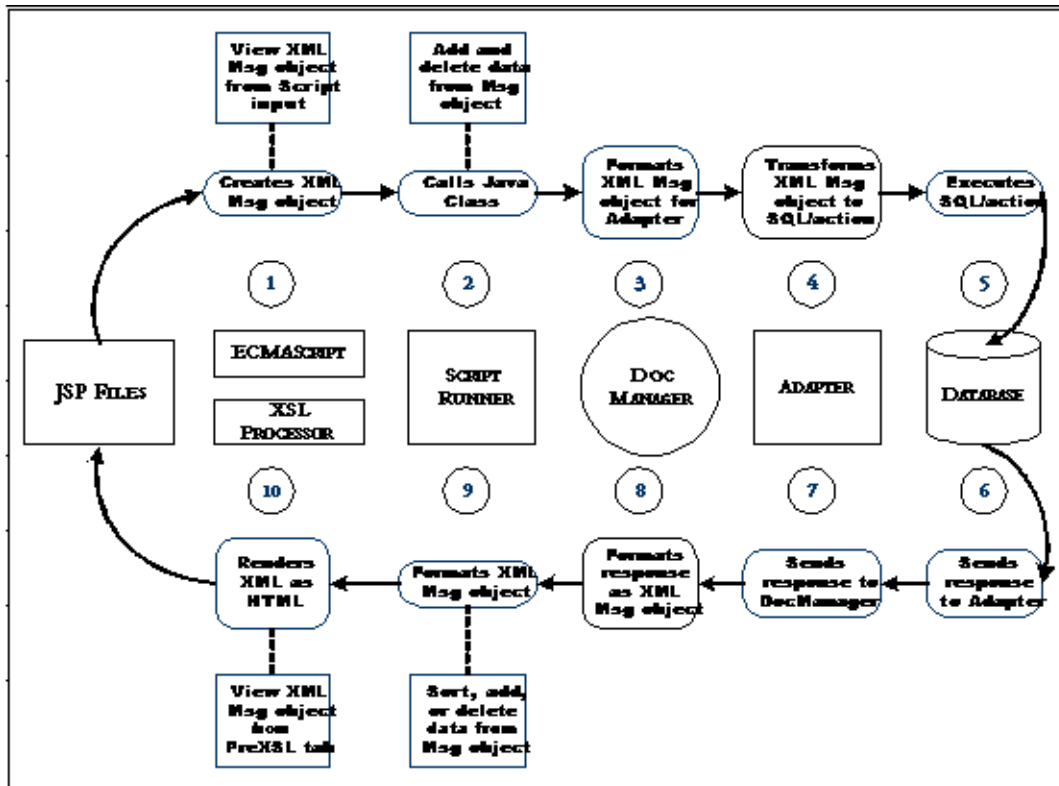 View XML
Msg object
from Script
input
Add and
delete data
from Msg
object
Creates XML
Msg object
Calls Java
Class
Formats
XML Msg
object for
Adapter
Transforms
XML Msg
object to
SQL/action
Executes
SQL/action
1
2
3
4
5
JSP FILES
ECMASCRIPT
XSL
PROCESSOR
SCRIPT
RUNNER
DOC
MANAGER
ADAPTER
DATABASE
10
9
8
7
6
Renders
XML as
HTML
Formats XML
Msg object
Formats
response
as XML
Msg object
Sends
response to
DocManager
Sends
response
to Adapter
View XML
Msg object
from
PreXSL tab
Sort, add,
or delete
data from
Msg object